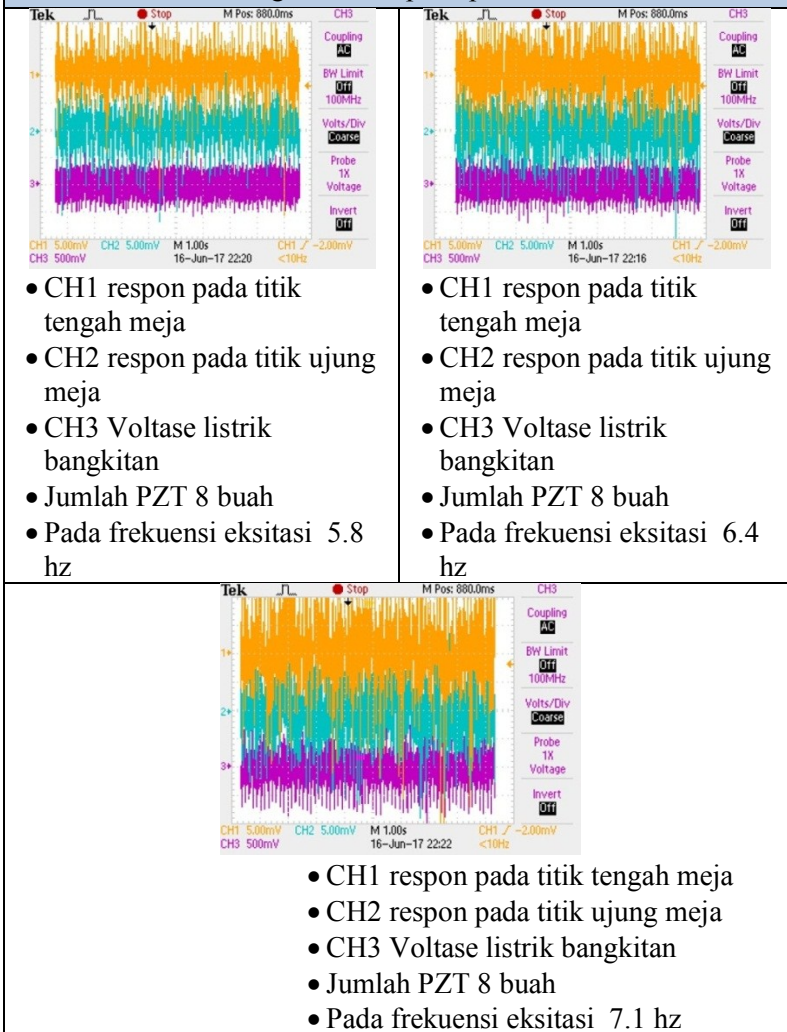 Tek Stop M Pos: 880.0ms CH3
Coupling
AC
BW Limit
Off
100MHz
Volts/Div
Coarse
Probe
1X
Voltage
Invert
Off
1
2
3
CH1 5.00mV CH2 5.00mV M 1.00s CH1 -2.00mV
CH3 500mV 16-Jun-17 22:20 <10Hz
• CH1 respon pada titik
tengah meja
• CH2 respon pada titik ujung
meja
• CH3 Voltase listrik
bangkitan
• Jumlah PZT 8 buah
• Pada frekuensi eksitasi 5.8
hz
Tek Stop M Pos: 880.0ms CH3
Coupling
AC
BW Limit
Off
100MHz
Volts/Div
Coarse
Probe
1X
Voltage
Invert
Off
1
2
3
CH1 5.00mV CH2 5.00mV M 1.00s CH1 -2.00mV
CH3 500mV 16-Jun-17 22:16 <10Hz
• CH1 respon pada titik
tengah meja
• CH2 respon pada titik ujung
meja
• CH3 Voltase listrik
bangkitan
• Jumlah PZT 8 buah
• Pada frekuensi eksitasi 6.4
hz
Tek Stop M Pos: 880.0ms CH3
Coupling
AC
BW Limit
Off
100MHz
Volts/Div
Coarse
Probe
1X
Voltage
Invert
Off
1
2
3
CH1 5.00mV CH2 5.00mV M 1.00s CH1 -2.00mV
CH3 500mV 16-Jun-17 22:22 <10Hz
• CH1 respon pada titik tengah meja
• CH2 respon pada titik ujung meja
• CH3 Voltase listrik bangkitan
• Jumlah PZT 8 buah
• Pada frekuensi eksitasi 7.1 hz